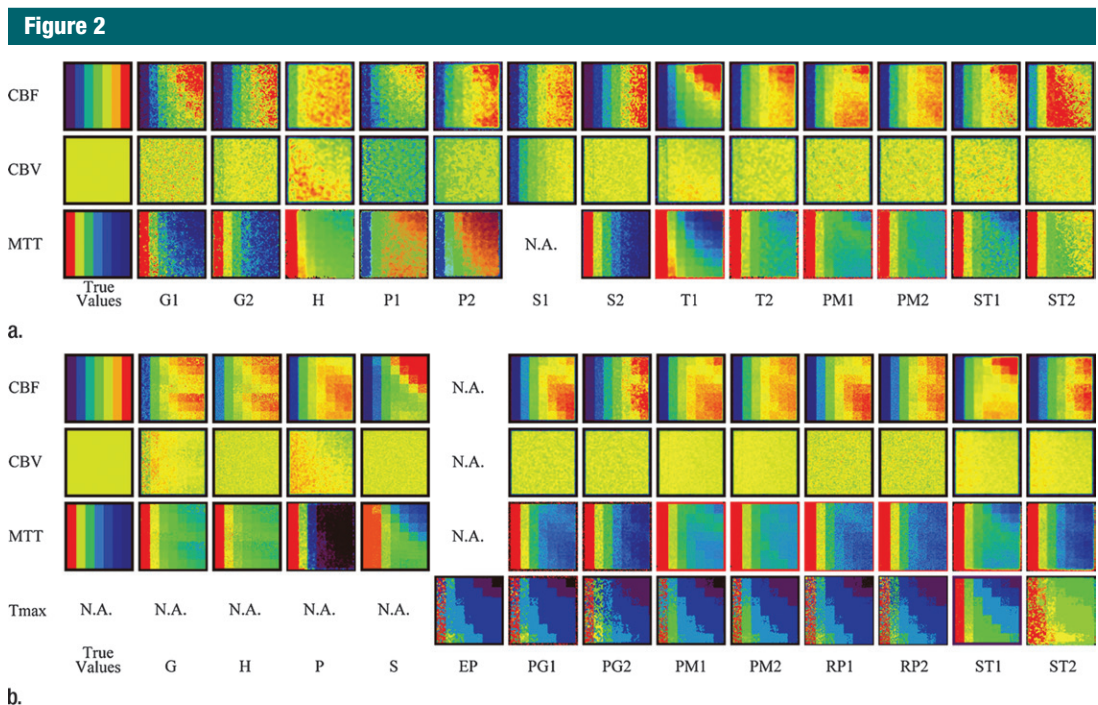 Figure 2
CBF
CBV
MTT
N.A.
True Values G1 G2 H P1 P2 S1 S2 T1 T2 PM1 PM2 ST1 ST2
a.
CBF
N.A.
CBV
N.A.
MTT
N.A.
Tmax N.A. N.A. N.A. N.A. N.A.
True Values G H P S EP PG1 PG2 PM1 PM2 RP1 RP2 ST1 ST2
b.